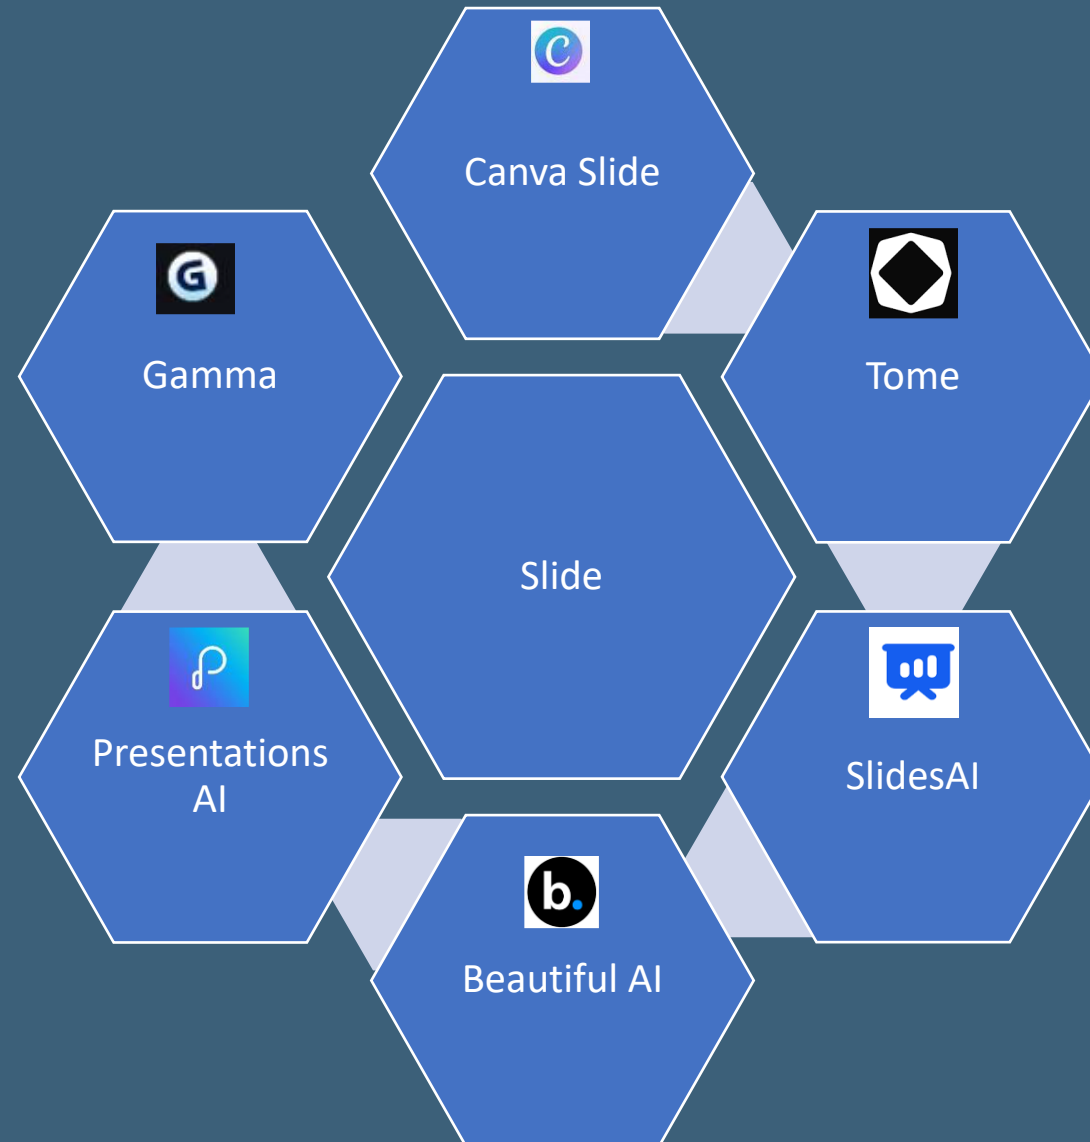 C
Canva Slide
G
Gamma
Tome
Slide
P
Presentations
AI
SlidesAI
b.
Beautiful AI